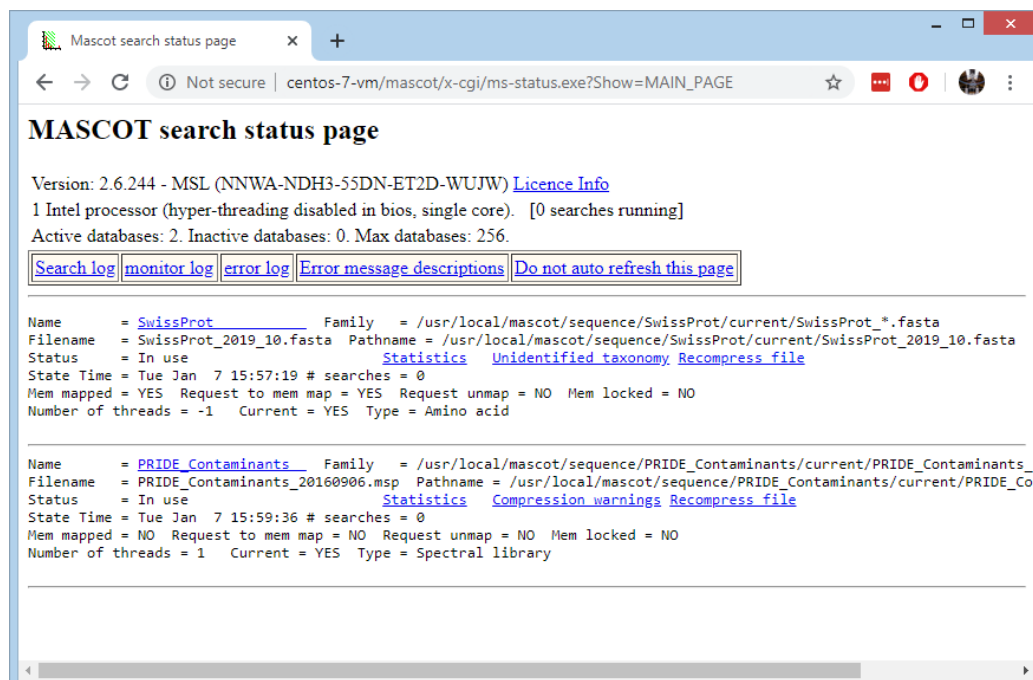 Mascot search status page
Not secure | centos-7-vm/mascot/x-cgi/ms-status.exe?Show=MAIN_PAGE
MASCOT search status page
Version: 2.6.244 - MSL (NNWA-NDH3-55DN-ET2D-WUJW) Licence Info
1 Intel processor (hyper-threading disabled in bios, single core). [0 searches running]
Active databases: 2. Inactive databases: 0. Max databases: 256.
Search log monitor log error log Error message descriptions Do not auto refresh this page
Name = SwissProt Family = /usr/local/mascot/sequence/SwissProt/current/SwissProt_*.fasta
Filename = SwissProt_2019_10.fasta Pathname = /usr/local/mascot/sequence/SwissProt/current/SwissProt_2019_10.fasta
Status = In use Statistics Unidentified taxonomy Recompress file
State Time = Tue Jan 7 15:57:19 # searches = 0
Mem mapped = YES Request to mem map = YES Request unmap = NO Mem locked = NO
Number of threads = -1 Current = YES Type = Amino acid
Name = PRIDE_Contaminants Family = /usr/local/mascot/sequence/PRIDE_Contaminants/current/PRIDE_Contaminants_
Filename = PRIDE_Contaminants_20160906.msp Pathname = /usr/local/mascot/sequence/PRIDE_Contaminants/current/PRIDE_Co
Status = In use Statistics Compression warnings Recompress file
State Time = Tue Jan 7 15:59:36 # searches = 0
Mem mapped = NO Request to mem map = NO Request unmap = NO Mem locked = NO
Number of threads = 1 Current = YES Type = Spectral library